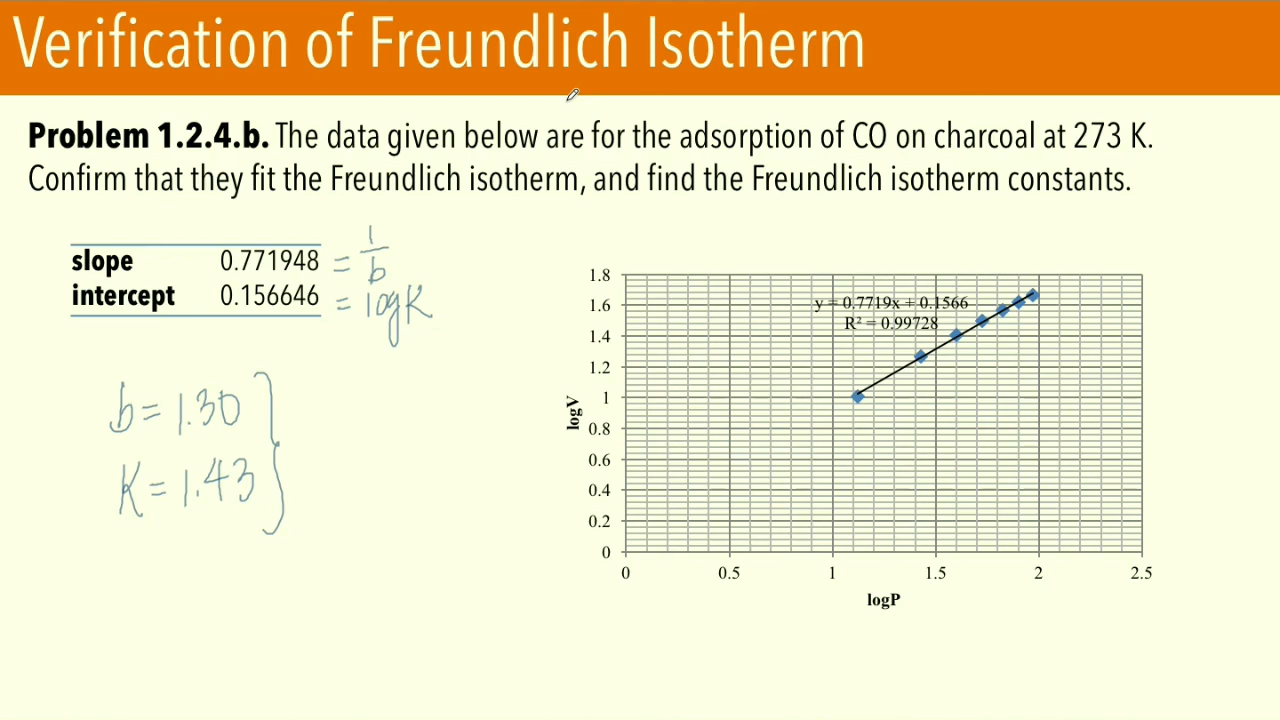 Verification of Freundlich Isotherm
Problem 1.2.4.b. The data given below are for the adsorption of CO on charcoal at 273 K.
Confirm that they fit the Freundlich isotherm, and find the Freundlich isotherm constants.
slope 0.771948 = 1/b
intercept 0.156646 = log K
b = 1.30
K = 1.43
y = 0.7719x + 0.1566
R² = 0.99728
logV
1.8
1.6
1.4
1.2
1
0.8
0.6
0.4
0.2
0
0 0.5 1 1.5 2 2.5
logP